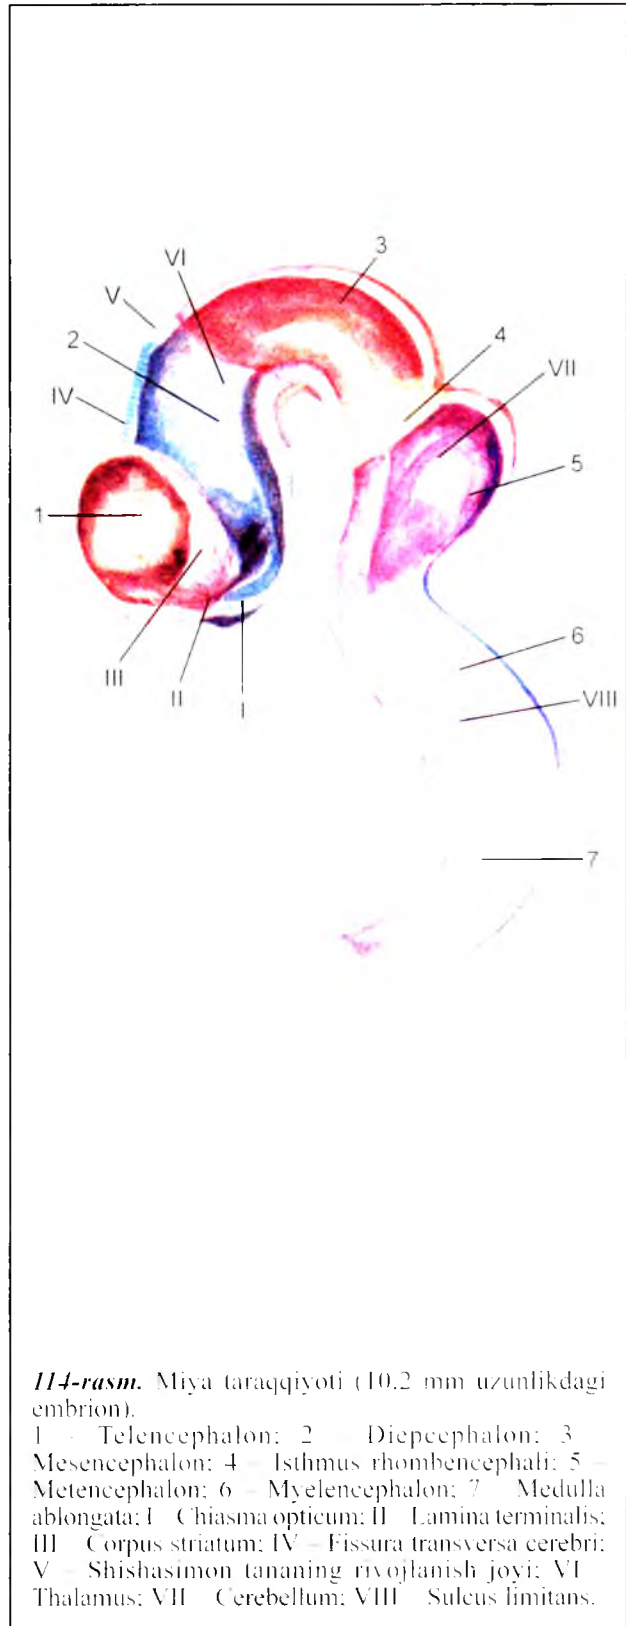 3
VI
V
4
2
VII
IV
5
1
6
III
II
I
VIII
7
114-rasm. Miya taraqqiyoti (10.2 mm uzunlikdagi
embrion).
1 - Telencephalon; 2 - Diepcephalon; 3 -
Mesencephalon; 4 - Isthmus rhombencephali; 5 -
Metencephalon; 6 - Myelencephalon; 7 - Medulla
ablongata; I - Chiasma opticum; II - Lamina terminalis;
III - Corpus striatum; IV - Fissura transversa cerebri;
V - Shishasimon tananing rivojlanish joyi; VI -
Thalamus; VII - Cerebellum; VIII - Sulcus limitans.